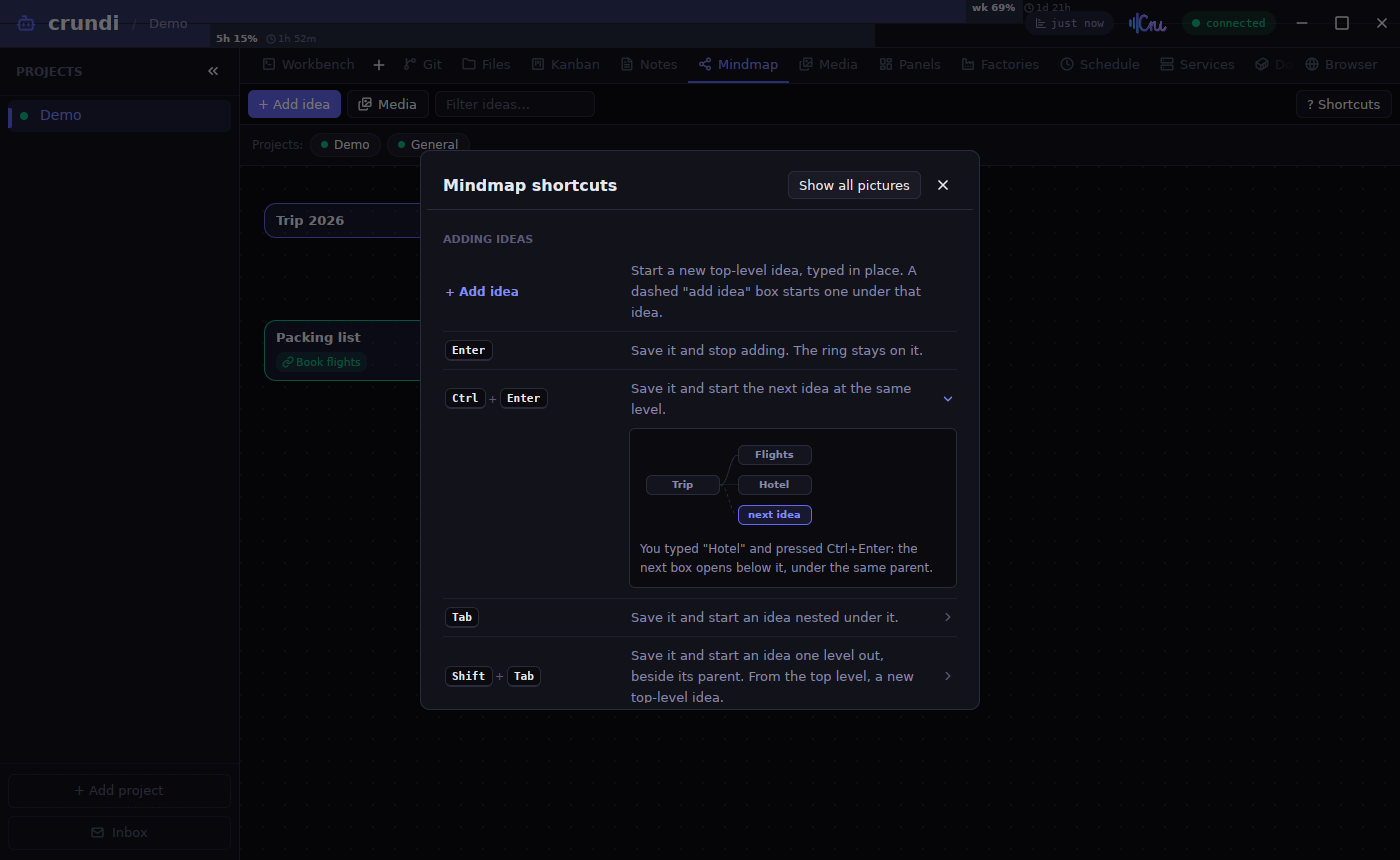 wk 69% 1d 21h
crundi / Demo
just now
Cru
connected
5h 15% 1h 52m
PROJECTS
Workbench
Git
Files
Kanban
Notes
Mindmap
Media
Panels
Factories
Schedule
Services
Browser
+ Add idea
Media
Filter ideas...
? Shortcuts
Demo
Projects:
Demo
General
Trip 2026
Packing list
Book flights
Mindmap shortcuts
Show all pictures
ADDING IDEAS
+ Add idea
Start a new top-level idea, typed in place. A
dashed "add idea" box starts one under that
idea.
Enter
Save it and stop adding. The ring stays on it.
Ctrl + Enter
Save it and start the next idea at the same
level.
Flights
Trip
Hotel
next idea
You typed "Hotel" and pressed Ctrl+Enter: the
next box opens below it, under the same parent.
Tab
Save it and start an idea nested under it.
Shift + Tab
Save it and start an idea one level out,
beside its parent. From the top level, a new
top-level idea.
+ Add project
Inbox